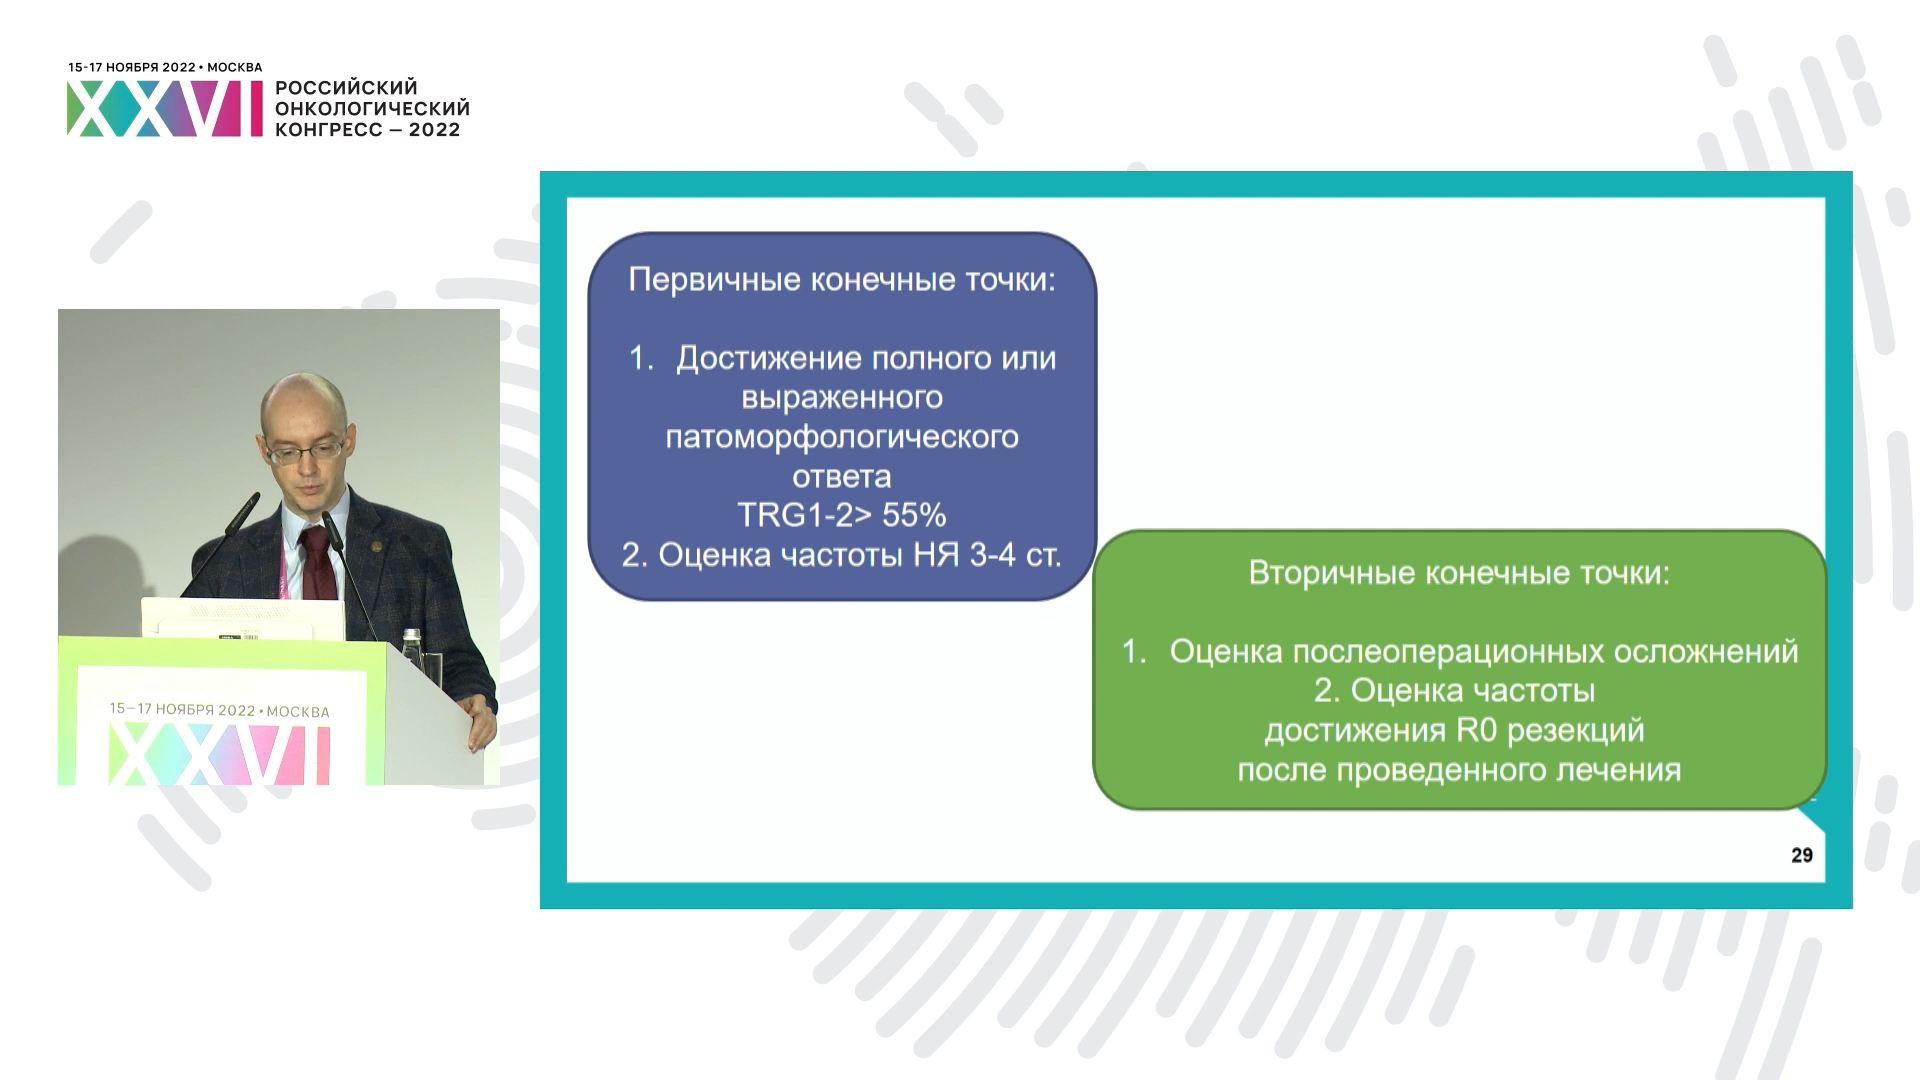 15-17 НОЯБРЯ 2022 • МОСКВА
XXVI
РОССИЙСКИЙ
ОНКОЛОГИЧЕСКИЙ
КОНГРЕСС – 2022
Первичные конечные точки:
1. Достижение полного или
выраженного
патоморфологического
ответа
TRG1-2> 55%
2. Оценка частоты НЯ 3-4 ст.
Вторичные конечные точки:
1. Оценка послеоперационных осложнений
2. Оценка частоты
достижения R0 резекций
после проведенного лечения
29
15–17 НОЯБРЯ 2022 • МОСКВА
XXVI